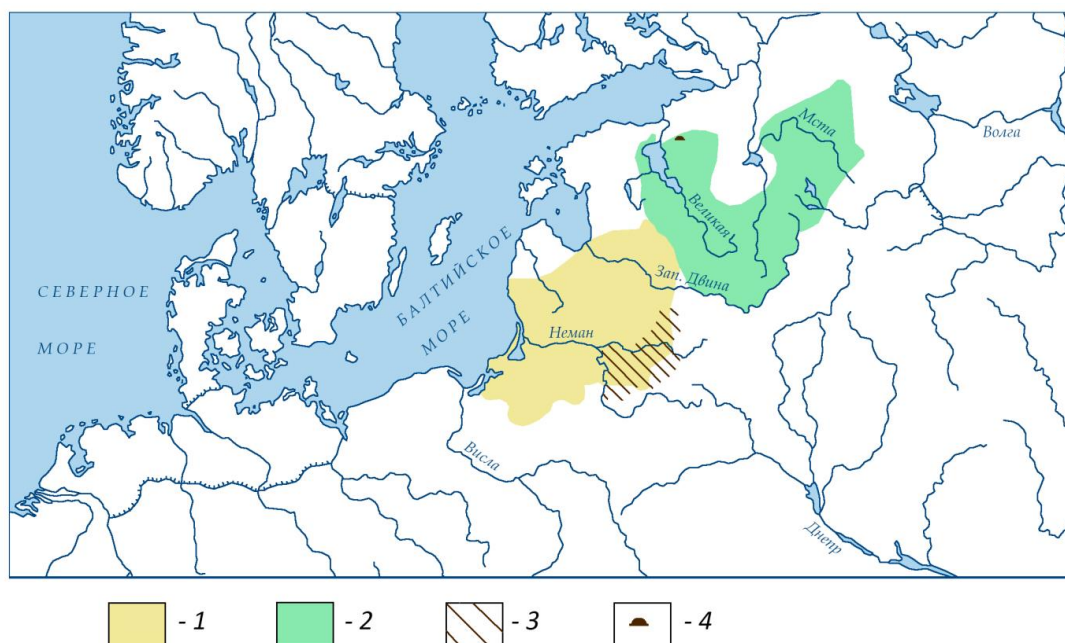 Мста
Волга
Великая
СЕВЕРНОЕ
МОРЕ
БАЛТИЙСКОЕ
МОРЕ
Зап. Двина
Неман
Висла
Днепр
- 1
- 2
- 3
- 4